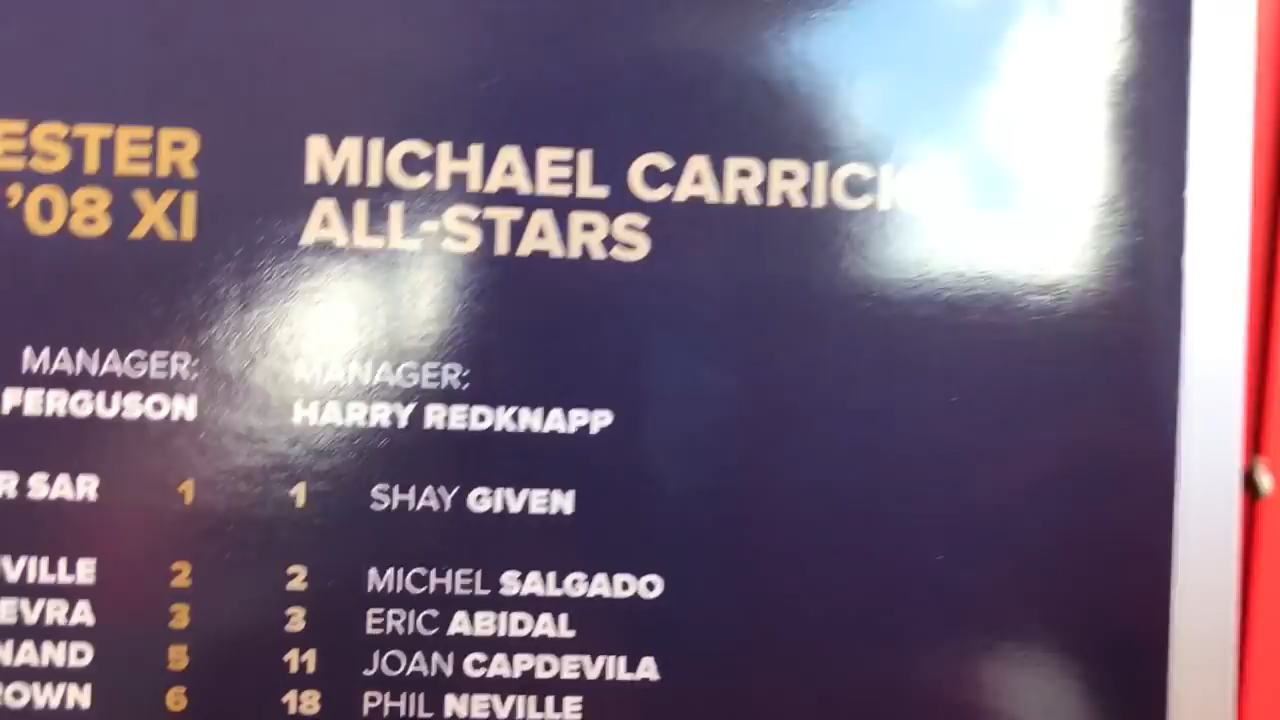 ESTER
'08 XI
MANAGER:
FERGUSON
R SAR 1
VILLE 2
EVRA 3
NAND 5
ROWN 6
MICHAEL CARRICK
ALL-STARS
MANAGER:
HARRY REDKNAPP
1 SHAY GIVEN
2 MICHEL SALGADO
3 ERIC ABIDAL
11 JOAN CAPDEVILA
18 PHIL NEVILLE